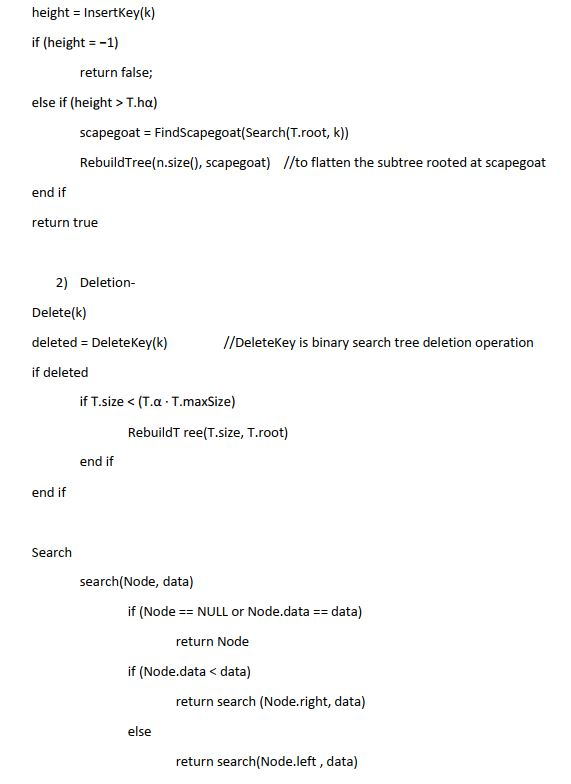 height = InsertKey(k)
if (height = −1)
return false;
else if (height > T.hα)
scapegoat = FindScapegoat(Search(T.root, k))
RebuildTree(n.size(), scapegoat) //to flatten the subtree rooted at scapegoat
end if
return true
2) Deletion-
Delete(k)
deleted = DeleteKey(k) //DeleteKey is binary search tree deletion operation
if deleted
if T.size < (T.α · T.maxSize)
RebuildT ree(T.size, T.root)
end if
end if
Search
search(Node, data)
if (Node == NULL or Node.data == data)
return Node
if (Node.data < data)
return search (Node.right, data)
else
return search(Node.left , data)